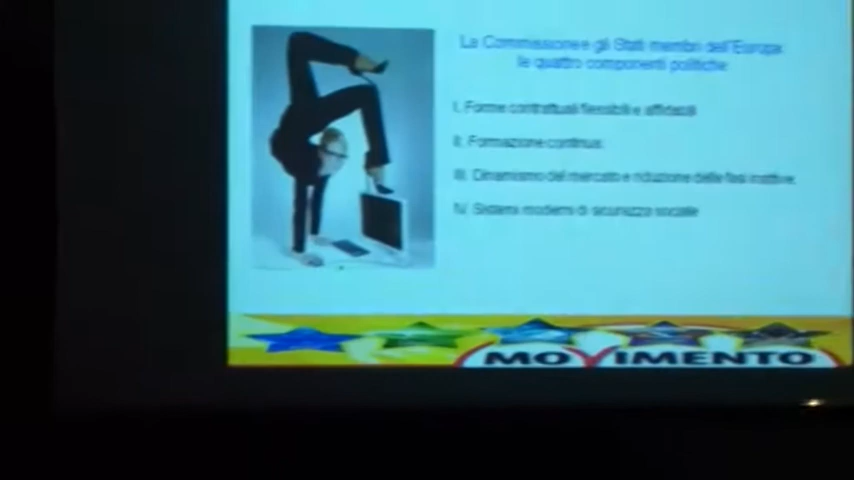 La Commissione e gli Stati membri dell'Europa:
le quattro componenti politiche
I. Forme contrattuali flessibili e affidabili
II. Formazione continua
III. Dinamismo del mercato e riduzione delle fasi inattive
IV. Sistemi moderni di sicurezza sociale
MOVIMENTO